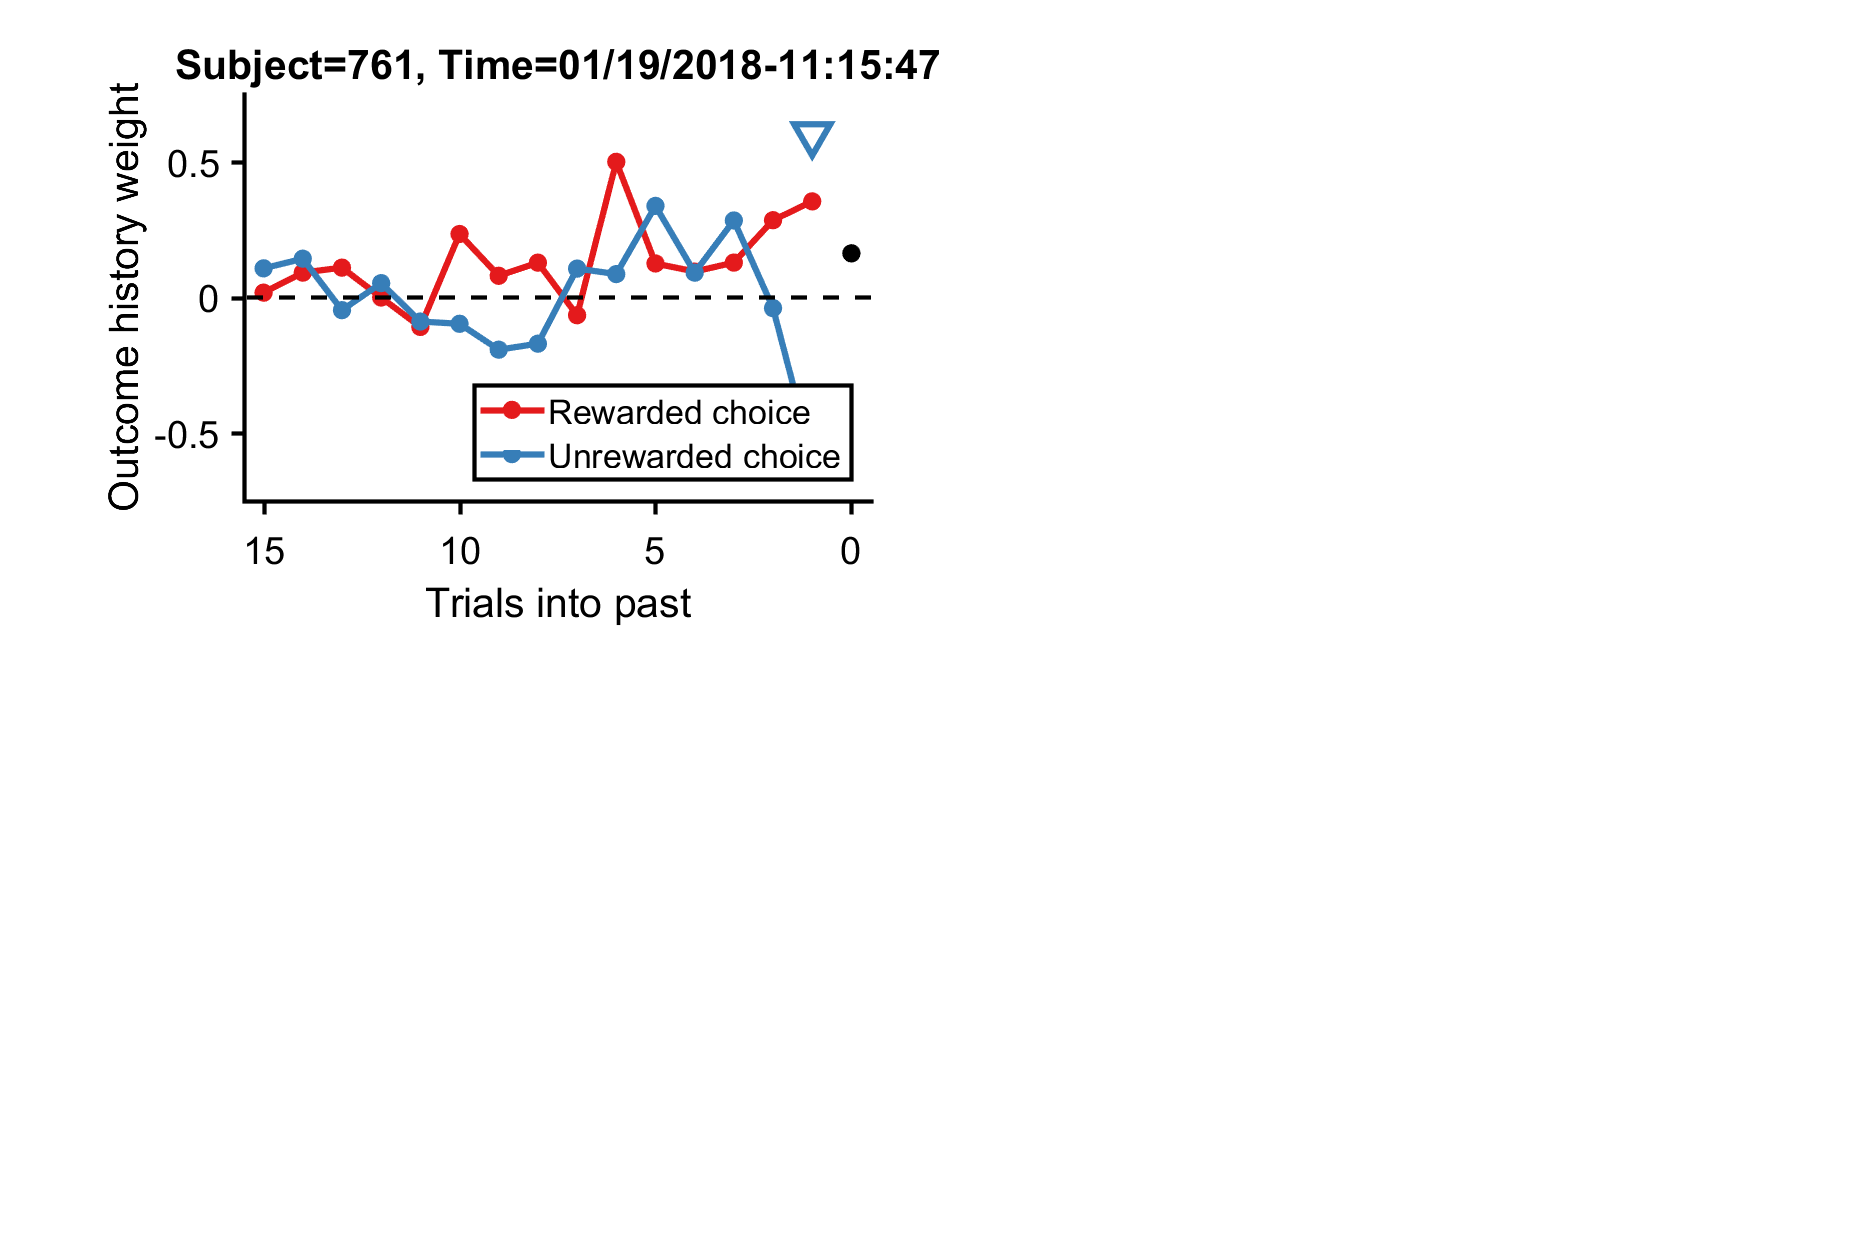 Subject=761, Time=01/19/2018-11:15:47
Outcome history weight
0.5
0
-0.5
Rewarded choice
Unrewarded choice
15 10 5 0
Trials into past